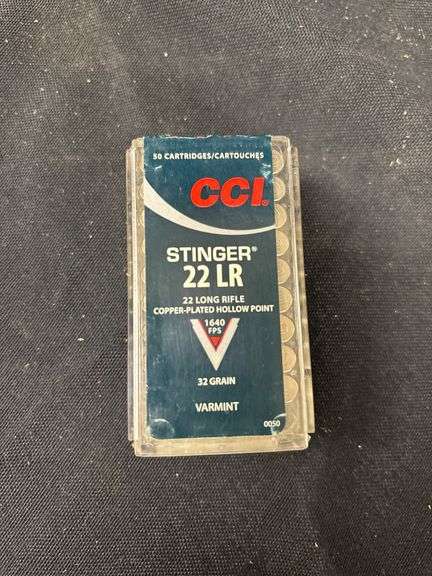 50 CARTRIDGES/CARTOUCHES
CCI®
STINGER®
22 LR
22 LONG RIFLE
COPPER-PLATED HOLLOW POINT
1640
FPS
32 GRAIN
VARMINT
0050